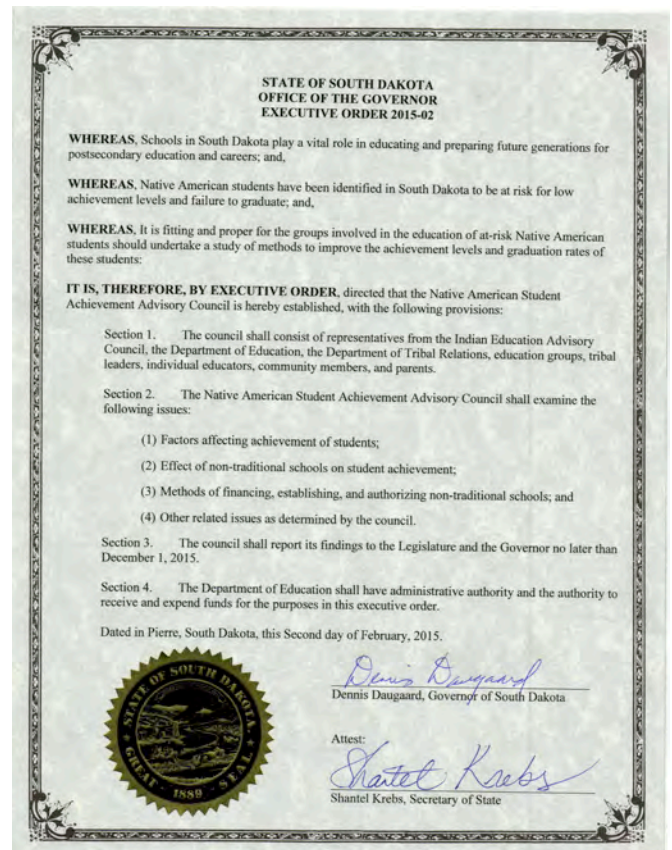 STATE OF SOUTH DAKOTA
OFFICE OF THE GOVERNOR
EXECUTIVE ORDER 2015-02
WHEREAS, Schools in South Dakota play a vital role in educating and preparing future generations for
postsecondary education and careers; and,
WHEREAS, Native American students have been identified in South Dakota to be at risk for low
achievement levels and failure to graduate; and,
WHEREAS, It is fitting and proper for the groups involved in the education of at-risk Native American
students should undertake a study of methods to improve the achievement levels and graduation rates of
these students:
IT IS, THEREFORE, BY EXECUTIVE ORDER, directed that the Native American Student
Achievement Advisory Council is hereby established, with the following provisions:
Section 1. The council shall consist of representatives from the Indian Education Advisory
Council, the Department of Education, the Department of Tribal Relations, education groups, tribal
leaders, individual educators, community members, and parents.
Section 2. The Native American Student Achievement Advisory Council shall examine the
following issues:
(1) Factors affecting achievement of students;
(2) Effect of non-traditional schools on student achievement;
(3) Methods of financing, establishing, and authorizing non-traditional schools; and
(4) Other related issues as determined by the council.
Section 3. The council shall report its findings to the Legislature and the Governor no later than
December 1, 2015.
Section 4. The Department of Education shall have administrative authority and the authority to
receive and expend funds for the purposes in this executive order.
Dated in Pierre, South Dakota, this Second day of February, 2015.
Dennis Daugaard
Dennis Daugaard, Governor of South Dakota
Attest:
Shantel Krebs
Shantel Krebs, Secretary of State
STATE OF SOUTH DAKOTA
GREAT SEAL
1889